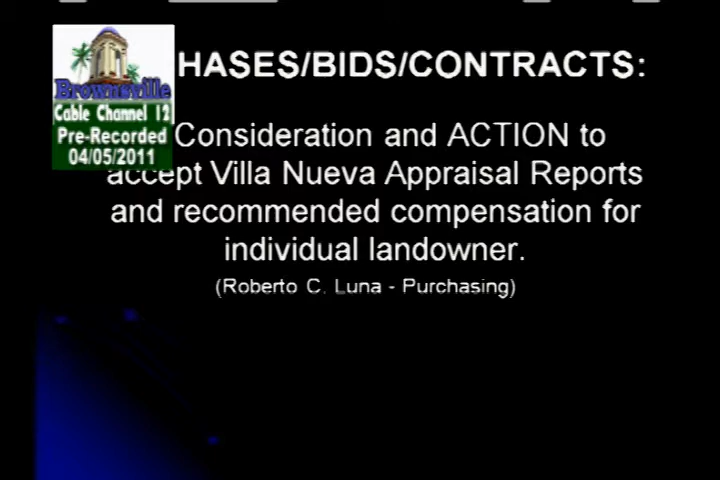 HASES/BIDS/CONTRACTS:
Brownsville
Cable Channel 12
Pre-Recorded
04/05/2011
Consideration and ACTION to
accept Villa Nueva Appraisal Reports
and recommended compensation for
individual landowner.
(Roberto C. Luna - Purchasing)